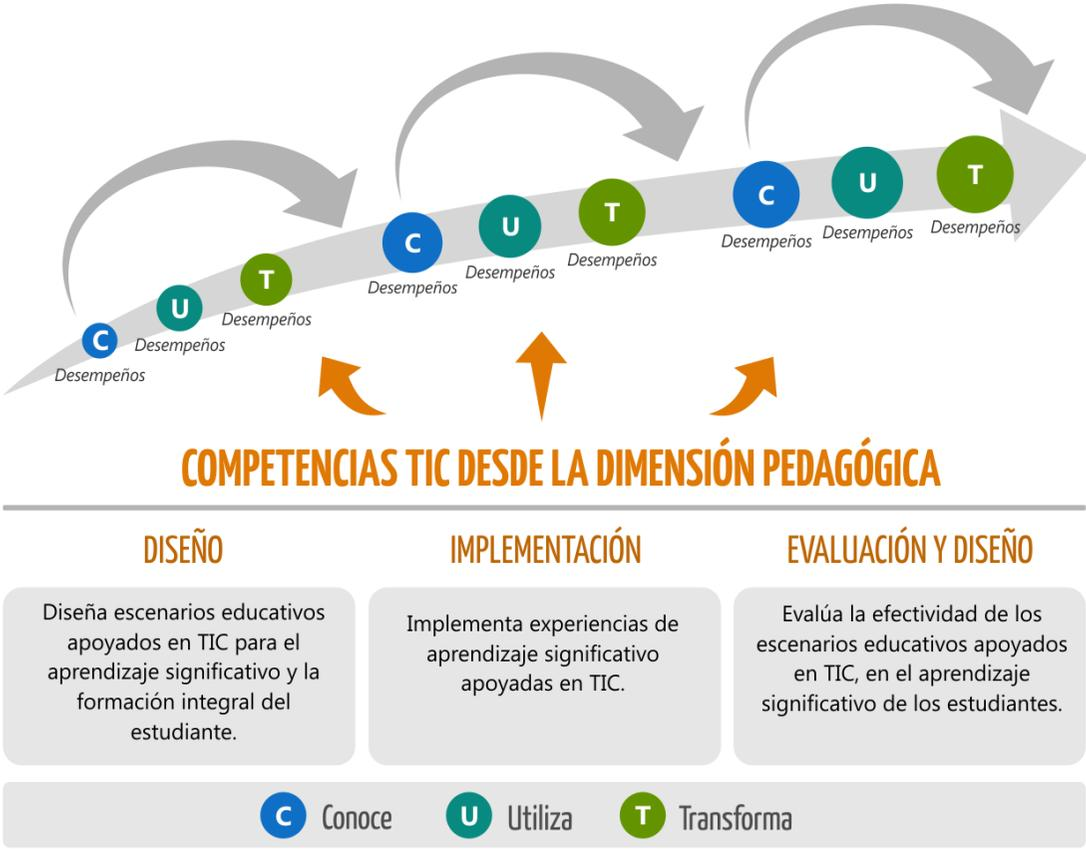 C
Desempeños
U
Desempeños
T
Desempeños
C
Desempeños
U
Desempeños
T
Desempeños
C
Desempeños
U
Desempeños
T
Desempeños
COMPETENCIAS TIC DESDE LA DIMENSIÓN PEDAGÓGICA
DISEÑO
Diseña escenarios educativos
apoyados en TIC para el
aprendizaje significativo y la
formación integral del
estudiante.
IMPLEMENTACIÓN
Implementa experiencias de
aprendizaje significativo
apoyadas en TIC.
EVALUACIÓN Y DISEÑO
Evalúa la efectividad de los
escenarios educativos apoyados
en TIC, en el aprendizaje
significativo de los estudiantes.
C Conoce
U Utiliza
T Transforma